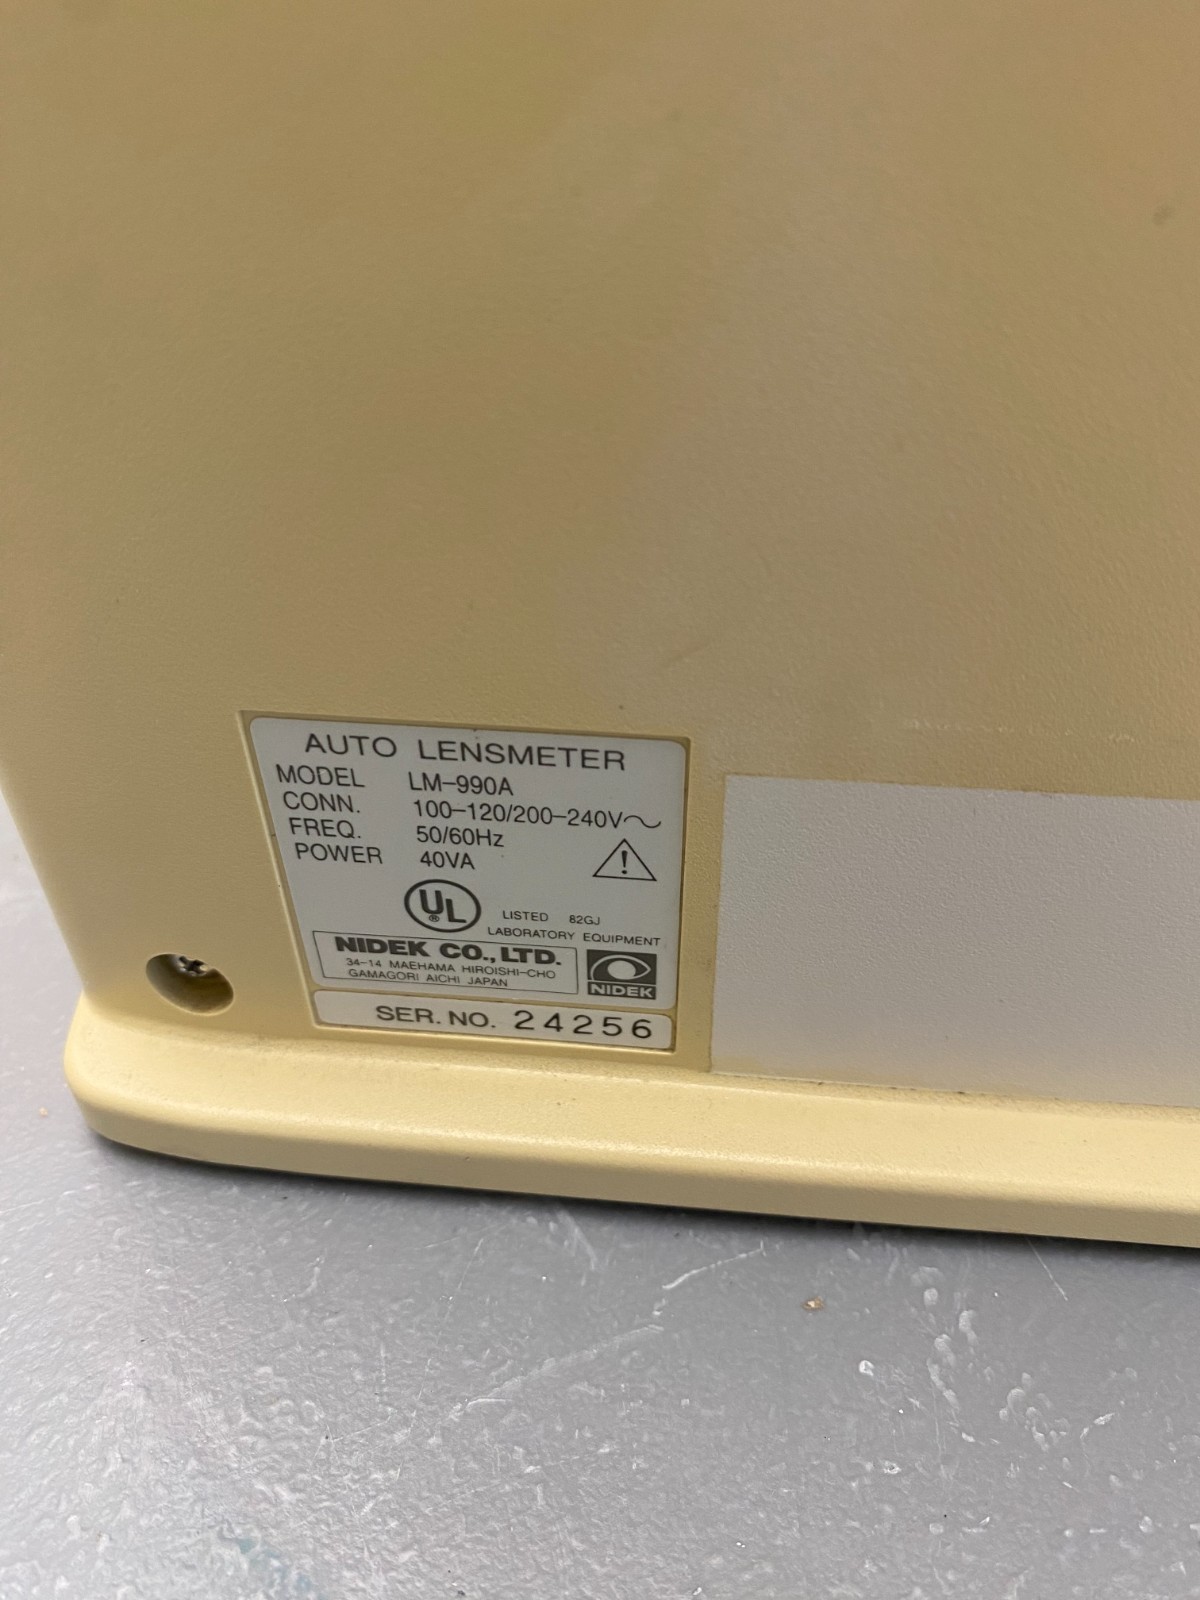 AUTO LENSMETER
MODEL LM-990A
CONN. 100-120/200-240V~
FREQ. 50/60Hz
POWER 40VA
UL ® LISTED 82GJ
LABORATORY EQUIPMENT
NIDEK CO., LTD.
34-14 MAEHAMA HIROISHI-CHO
GAMAGORI AICHI JAPAN
NIDEK
SER. NO. 24256